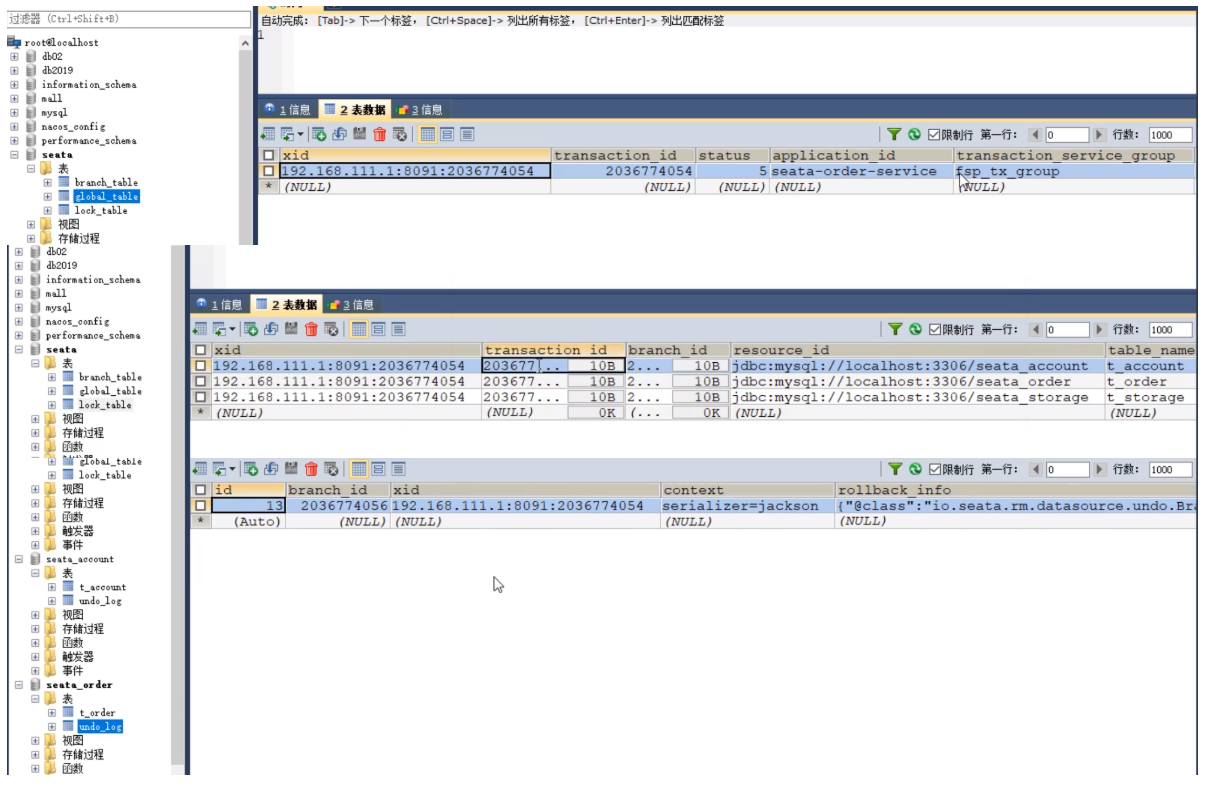 过滤器 (Ctrl+Shift+B)
root@localhost
db02
db2019
information_schema
mall
mysql
nacos_config
performance_schema
seata
表
branch_table
global_table
lock_table
视图
存储过程
自动完成: [Tab]-> 下一个标签, [Ctrl+Space]-> 列出所有标签, [Ctrl+Enter]-> 列出匹配标签
1
1 信息 2 表数据 3 信息
限制行 第一行: 0 行数: 1000
xid transaction_id status application_id transaction_service_group
192.168.111.1:8091:2036774054 2036774054 5 seata-order-service fsp_tx_group
* (NULL) (NULL) (NULL) (NULL) (NULL)
db02
db2019
information_schema
mall
mysql
nacos_config
performance_schema
seata
表
branch_table
global_table
lock_table
视图
存储过程
函数
1 信息 2 表数据 3 信息
限制行 第一行: 0 行数: 1000
xid transaction_id branch_id resource_id table_name
192.168.111.1:8091:2036774054 203677... 10B 2... 10B jdbc:mysql://localhost:3306/seata_account t_account
192.168.111.1:8091:2036774054 203677... 10B 2... 10B jdbc:mysql://localhost:3306/seata_order t_order
192.168.111.1:8091:2036774054 203677... 10B 2... 10B jdbc:mysql://localhost:3306/seata_storage t_storage
* (NULL) (NULL) 0K (... 0K (NULL) (NULL)
global_table
lock_table
视图
存储过程
函数
触发器
事件
seata_account
表
t_account
undo_log
视图
存储过程
函数
触发器
事件
seata_order
表
t_order
undo_log
视图
存储过程
函数
限制行 第一行: 0 行数: 1000
id branch_id xid context rollback_info
13 2036774056 192.168.111.1:8091:2036774054 serializer=jackson {"@class":"io.seata.rm.datasource.undo.Br
* (Auto) (NULL) (NULL) (NULL) (NULL)